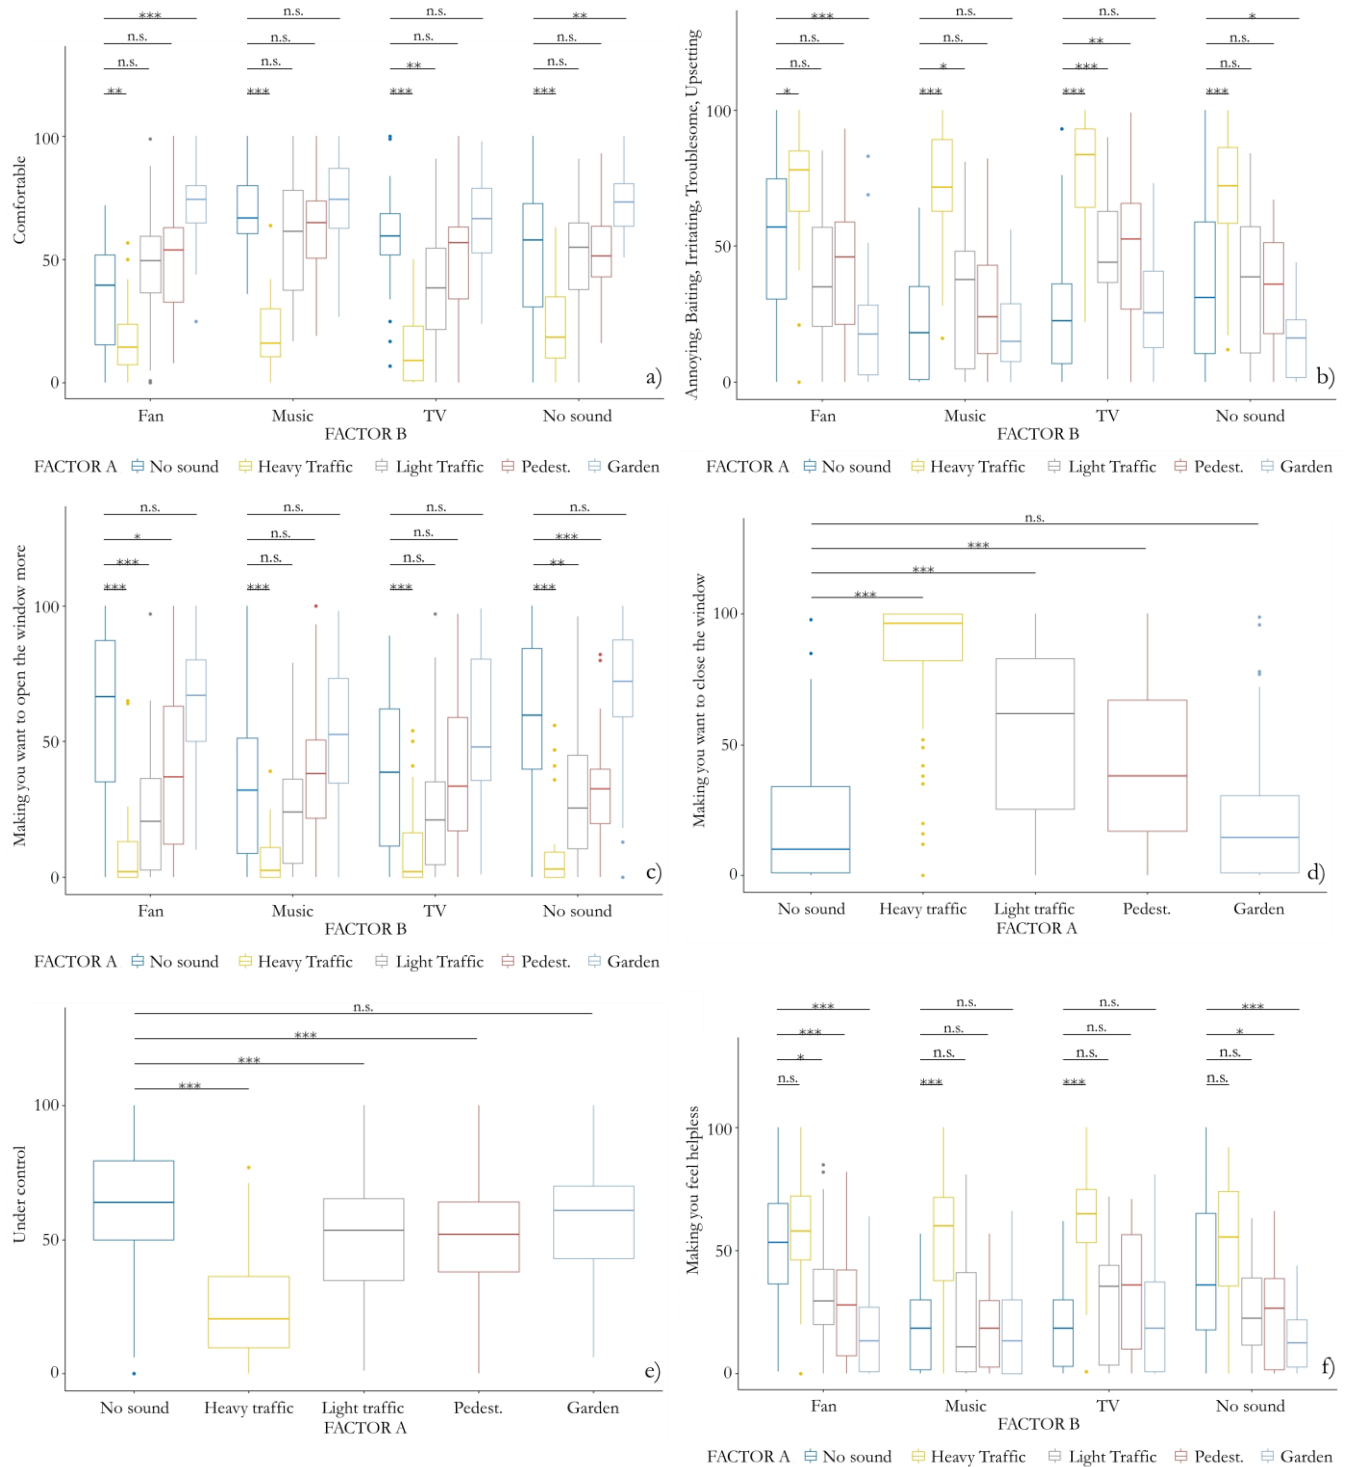 *** n.s. n.s. **
n.s. n.s. n.s. n.s.
n.s. n.s. ** n.s.
** *** *** ***
Comfortable
100
50
0
a)
Fan Music TV No sound
FACTOR B
FACTOR A No sound Heavy Traffic Light Traffic Pedest. Garden
*** n.s. n.s. *
n.s. n.s. ** n.s.
n.s. * *** n.s.
* *** *** ***
Annoying, Baiting, Irritating, Troublesome, Upsetting
100
50
0
b)
Fan Music TV No sound
FACTOR B
FACTOR A No sound Heavy Traffic Light Traffic Pedest. Garden
n.s. n.s. n.s. n.s.
* n.s. n.s. ***
*** n.s. n.s. **
*** *** *** ***
Making you want to open the window more
100
50
0
c)
Fan Music TV No sound
FACTOR B
FACTOR A No sound Heavy Traffic Light Traffic Pedest. Garden
n.s.
***
***
***
Making you want to close the window
100
50
0
d)
No sound Heavy traffic Light traffic Pedest. Garden
FACTOR A
n.s.
***
***
***
Under control
100
50
0
e)
No sound Heavy traffic Light traffic Pedest. Garden
FACTOR A
*** n.s. n.s. ***
*** n.s. n.s. *
* n.s. n.s. n.s.
n.s. *** *** n.s.
Making you feel helpless
100
50
0
f)
Fan Music TV No sound
FACTOR B
FACTOR A No sound Heavy Traffic Light Traffic Pedest. Garden